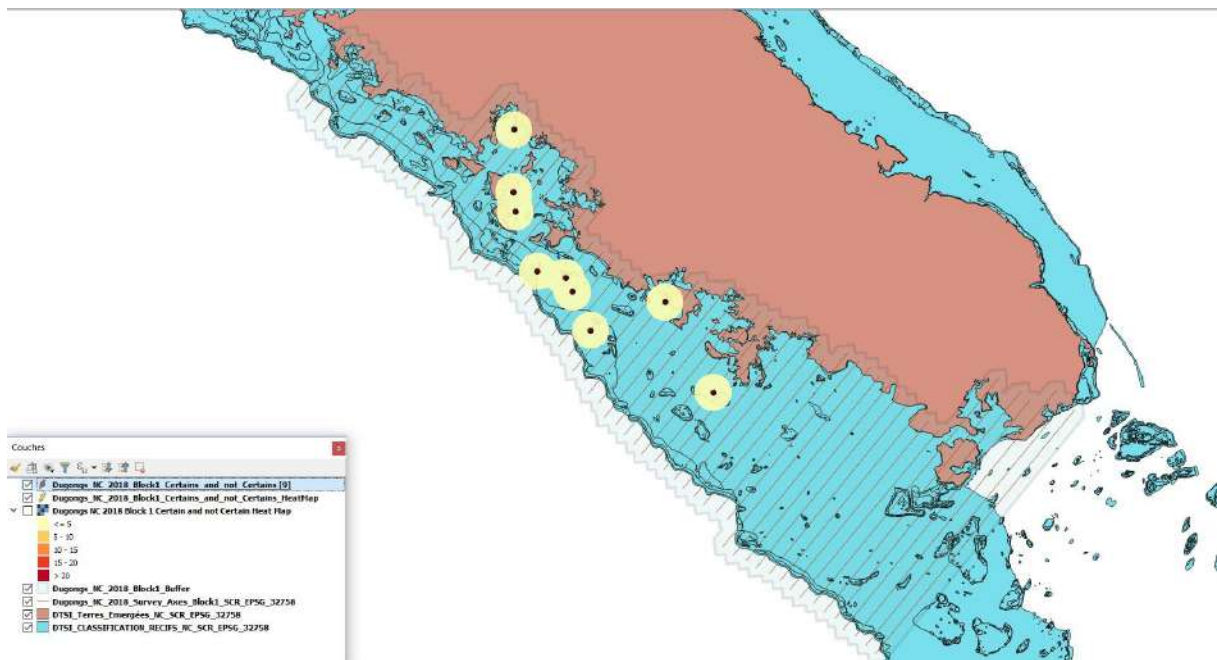 Couches
Dugongs_NC_2018_Block1_Certains_and_not_Certains [9]
Dugongs_NC_2018_Block1_Certains_and_not_Certains_HeatMap
Dugongs NC 2018 Block 1 Certain and not Certain Heat Map
<= 5
5 - 10
10 - 15
15 - 20
> 20
Dugongs_NC_2018_Block1_Buffer
Dugongs_NC_2018_Survey_Axes_Block1_SCR_EPSG_32758
DTSI_Terres_Emergées_NC_SCR_EPSG_32758
DTSI_CLASSIFICATION_RECIFS_NC_SCR_EPSG_32758